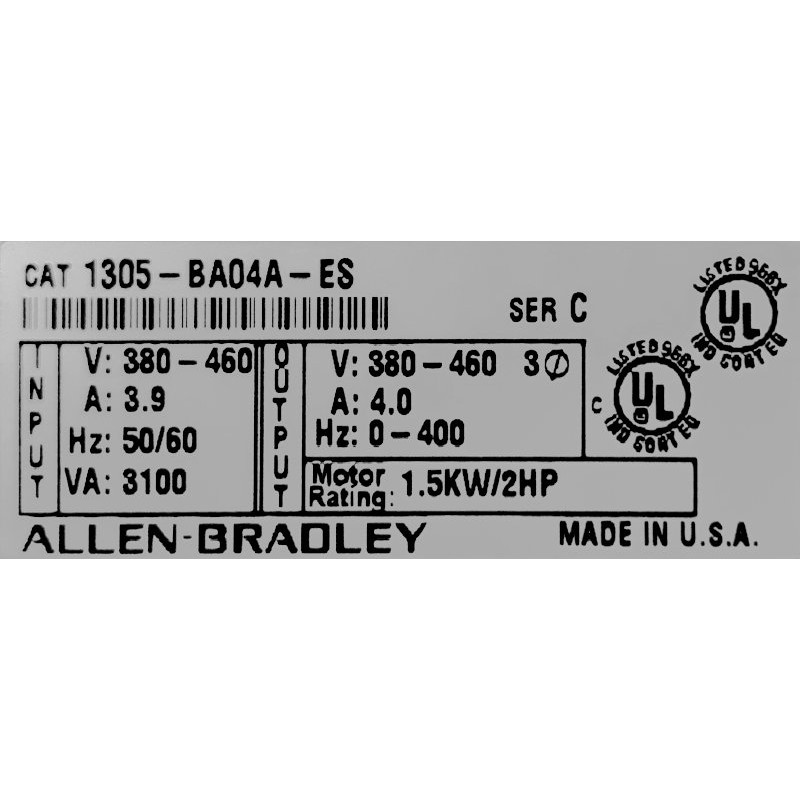 CAT 1305-BA04A-ES
SER C
LISTED 966X
UL
IND CONT EQ
INPUT
V: 380-460
A: 3.9
Hz: 50/60
VA: 3100
OUTPUT
V: 380-460 3Ø
A: 4.0
Hz: 0-400
Motor Rating: 1.5KW/2HP
C
LISTED 966X
UL
IND CONT EQ
ALLEN-BRADLEY
MADE IN U.S.A.